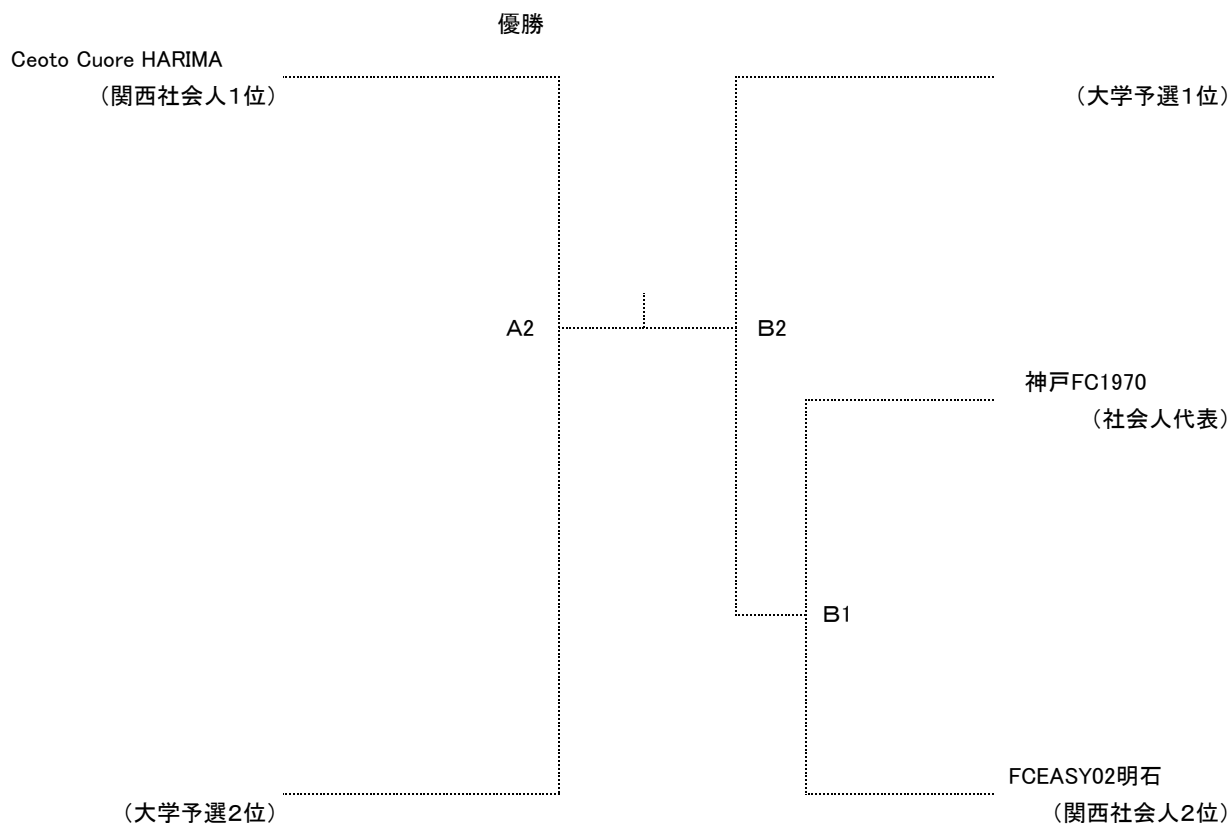 優勝
Ceoto Cuore HARIMA
（関西社会人１位）
（大学予選１位）
A2
B2
神戸FC1970
（社会人代表）
B1
FCEASY02明石
（関西社会人２位）
（大学予選２位）